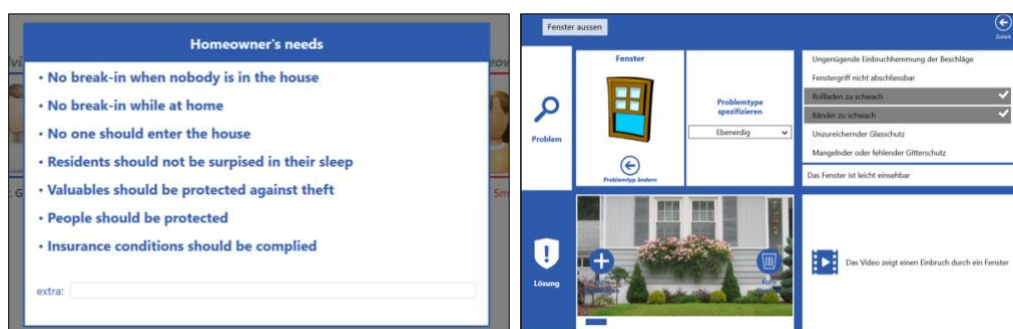 Homeowner's needs
• No break-in when nobody is in the house
• No break-in while at home
• No one should enter the house
• Residents should not be surpised in their sleep
• Valuables should be protected against theft
• People should be protected
• Insurance conditions should be complied
extra:
Fenster aussen
Zurück
Problem
Fenster
Problemtyp ändern
Problemtype
spezifizieren
Ebenerdig
Ungenügende Einbruchhemmung der Beschläge
Fenstergriff nicht abschliessbar
Rollladen zu schwach
Bänder zu schwach
Unzureichender Glasschutz
Mangelnder oder fehlender Gitterschutz
Das Fenster ist leicht einsehbar
Lösung
Das Video zeigt einen Einbruch durch ein Fenster